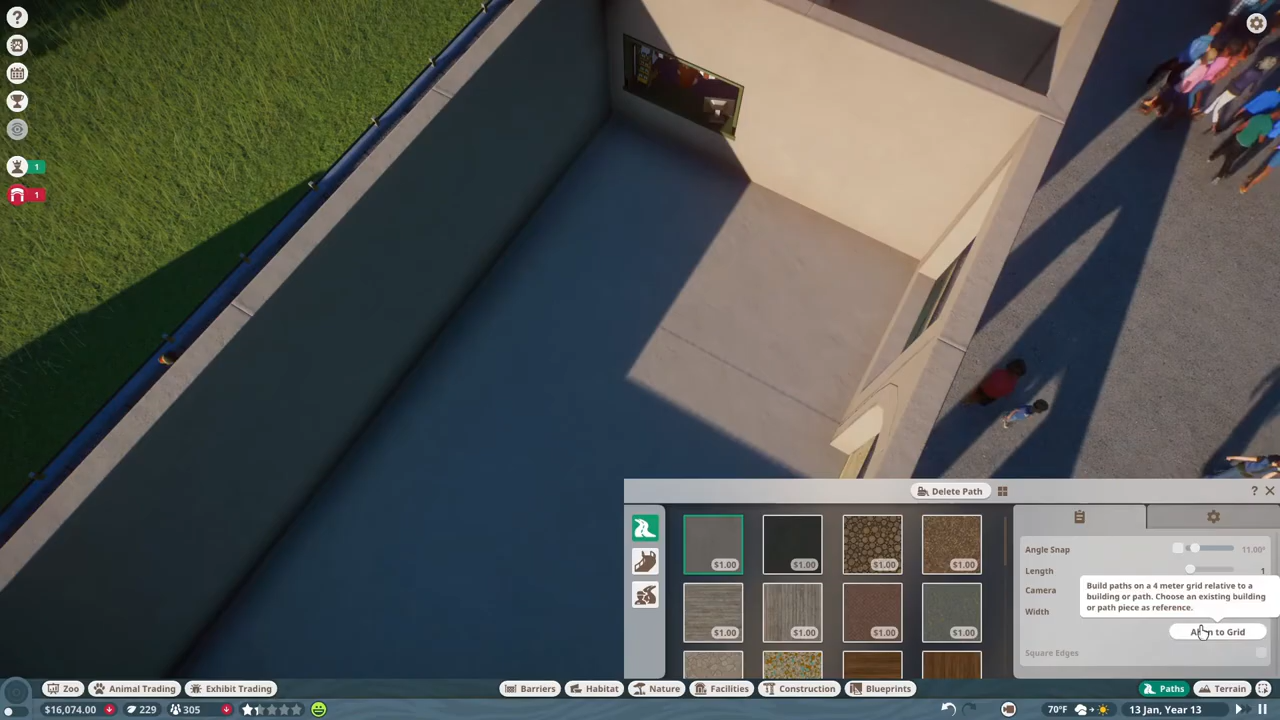 ?
1
1
Delete Path
?
$1.00 $1.00 $1.00 $1.00
$1.00 $1.00 $1.00 $1.00
Angle Snap 11.00°
Length 1
Camera
Build paths on a 4 meter grid relative to a
building or path. Choose an existing building
or path piece as reference.
Width
Align to Grid
Square Edges
Zoo Animal Trading Exhibit Trading Barriers Habitat Nature Facilities Construction Blueprints Paths Terrain
$16,074.00 229 305 70°F 13 Jan, Year 13